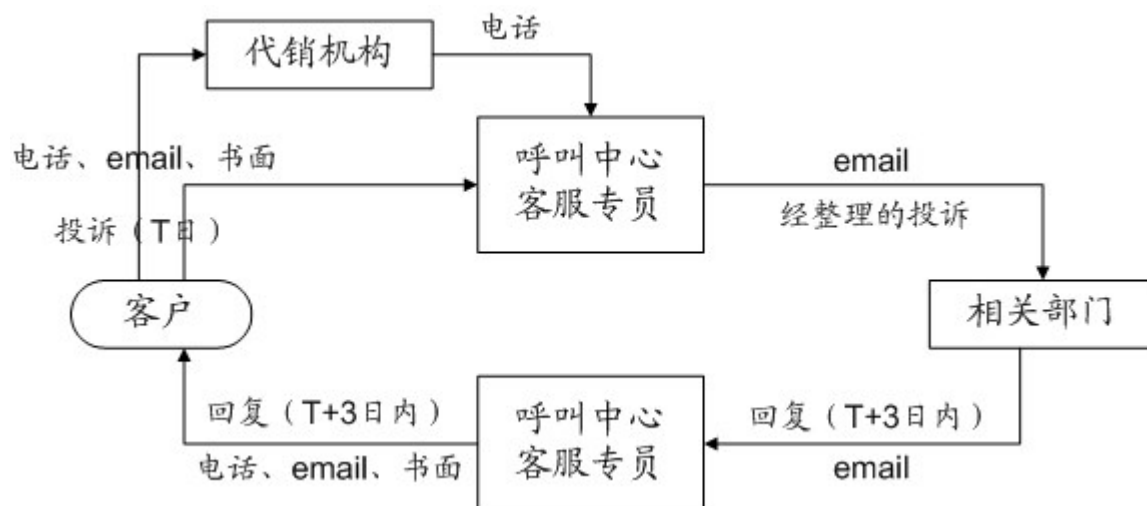 代销机构
电话
呼叫中心
客服专员
电话、email、书面
投诉（T日）
email
经整理的投诉
客户
相关部门
回复（T+3日内）
电话、email、书面
呼叫中心
客服专员
回复（T+3日内）
email